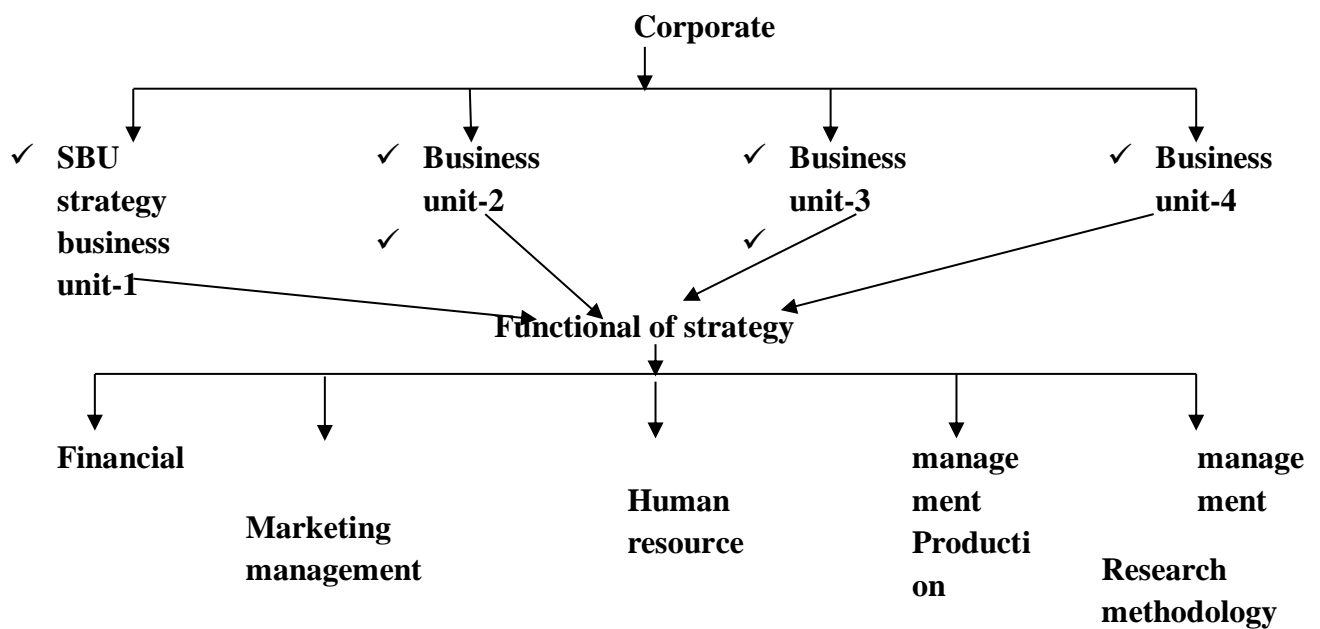 Corporate
✓ SBU
strategy
business
unit-1
✓ Business
unit-2
✓
✓ Business
unit-3
✓
✓ Business
unit-4
Functional of strategy
Financial
Marketing
management
Human
resource
manage
ment
Producti
on
manage
ment
Research
methodology